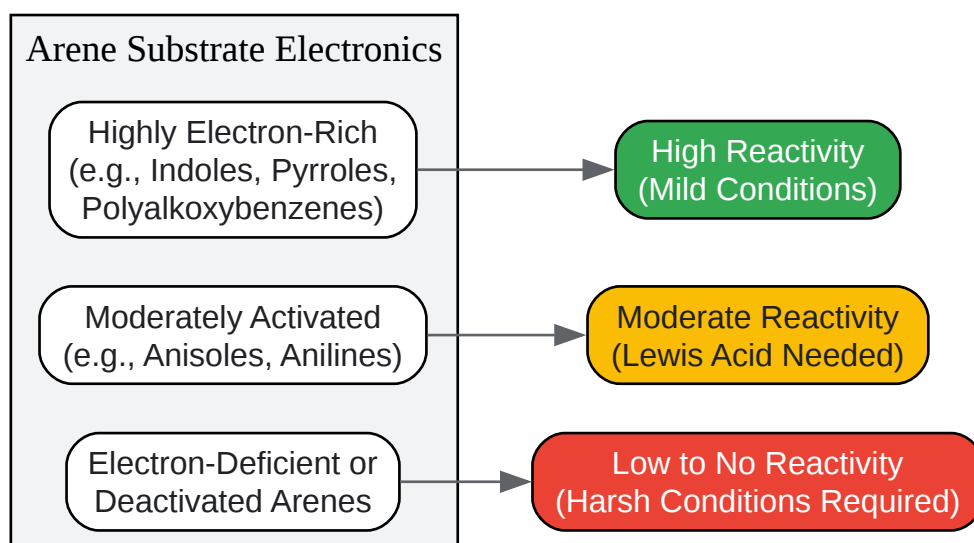 Arene Substrate Electronics
Highly Electron-Rich
(e.g., Indoles, Pyrroles,
Polyalkoxybenzenes)
High Reactivity
(Mild Conditions)
Moderately Activated
(e.g., Anisoles, Anilines)
Moderate Reactivity
(Lewis Acid Needed)
Electron-Deficient or
Deactivated Arenes
Low to No Reactivity
(Harsh Conditions Required)